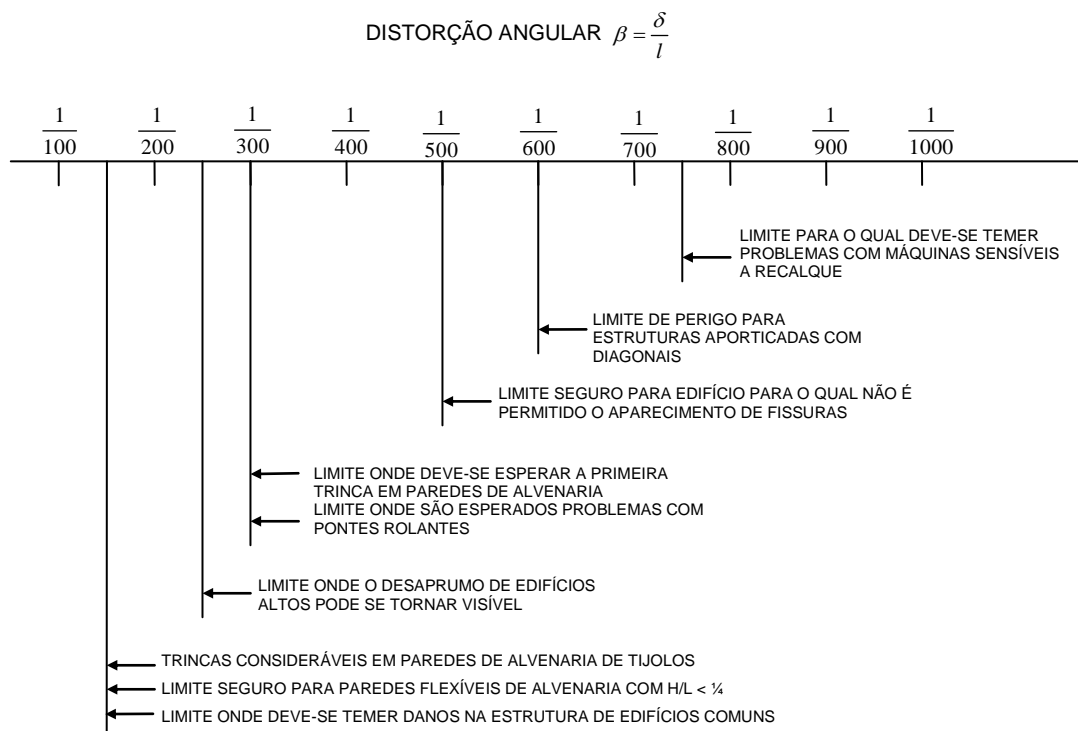 DISTORÇÃO ANGULAR β = δ/l
1/100 1/200 1/300 1/400 1/500 1/600 1/700 1/800 1/900 1/1000
LIMITE PARA O QUAL DEVE-SE TEMER
PROBLEMAS COM MÁQUINAS SENSÍVEIS
A RECALQUE
LIMITE DE PERIGO PARA
ESTRUTURAS APORTICADAS COM
DIAGONAIS
LIMITE SEGURO PARA EDIFÍCIO PARA O QUAL NÃO É
PERMITIDO O APARECIMENTO DE FISSURAS
LIMITE ONDE DEVE-SE ESPERAR A PRIMEIRA
TRINCA EM PAREDES DE ALVENARIA
LIMITE ONDE SÃO ESPERADOS PROBLEMAS COM
PONTES ROLANTES
LIMITE ONDE O DESAPRUMO DE EDIFÍCIOS
ALTOS PODE SE TORNAR VISÍVEL
TRINCAS CONSIDERÁVEIS EM PAREDES DE ALVENARIA DE TIJOLOS
LIMITE SEGURO PARA PAREDES FLEXÍVEIS DE ALVENARIA COM H/L < ¼
LIMITE ONDE DEVE-SE TEMER DANOS NA ESTRUTURA DE EDIFÍCIOS COMUNS